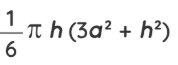 1/6 π h (3a² + h²)